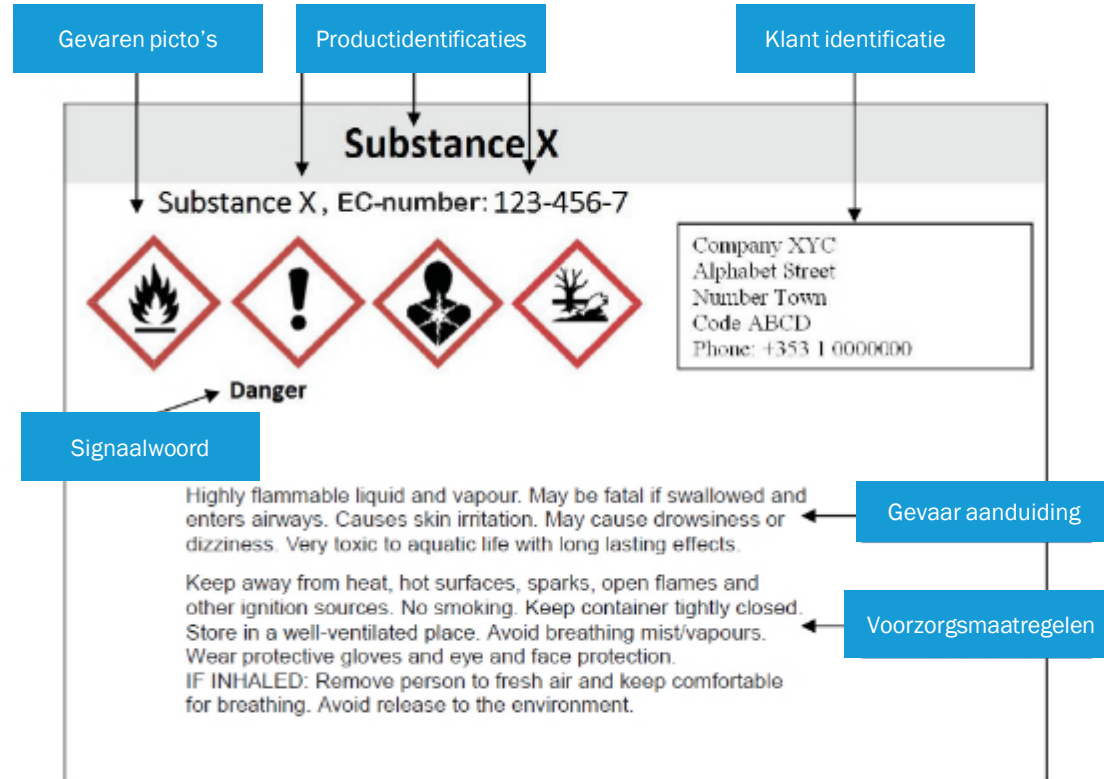 Gevaren picto’s
Productidentificaties
Klant identificatie
Substance X
Substance X, EC-number: 123-456-7
Company XYC
Alphabet Street
Number Town
Code ABCD
Phone: +353 1 0000000
Danger
Signaalwoord
Highly flammable liquid and vapour. May be fatal if swallowed and
enters airways. Causes skin irritation. May cause drowsiness or
dizziness. Very toxic to aquatic life with long lasting effects.
Gevaar aanduiding
Keep away from heat, hot surfaces, sparks, open flames and
other ignition sources. No smoking. Keep container tightly closed.
Store in a well-ventilated place. Avoid breathing mist/vapours.
Wear protective gloves and eye and face protection.
IF INHALED: Remove person to fresh air and keep comfortable
for breathing. Avoid release to the environment.
Voorzorgsmaatregelen